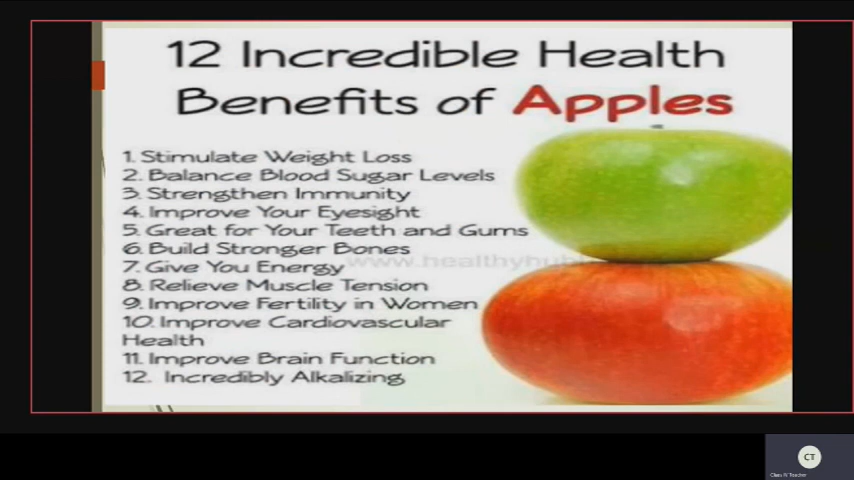 12 Incredible Health
Benefits of Apples
1. Stimulate Weight Loss
2. Balance Blood Sugar Levels
3. Strengthen Immunity
4. Improve Your Eyesight
5. Great for Your Teeth and Gums
6. Build Stronger Bones
7. Give You Energy
8. Relieve Muscle Tension
9. Improve Fertility in Women
10. Improve Cardiovascular
Health
11. Improve Brain Function
12. Incredibly Alkalizing
CT